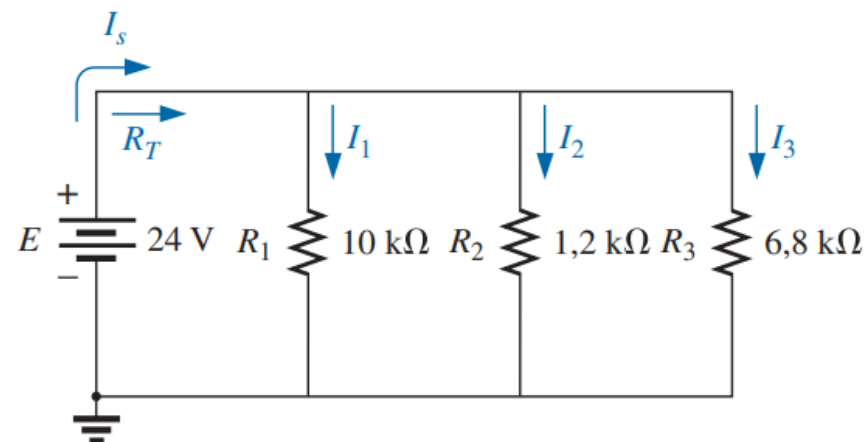 I_s
R_T
I_1 I_2 I_3
+
E 24 V R_1 10 kΩ R_2 1,2 kΩ R_3 6,8 kΩ
−